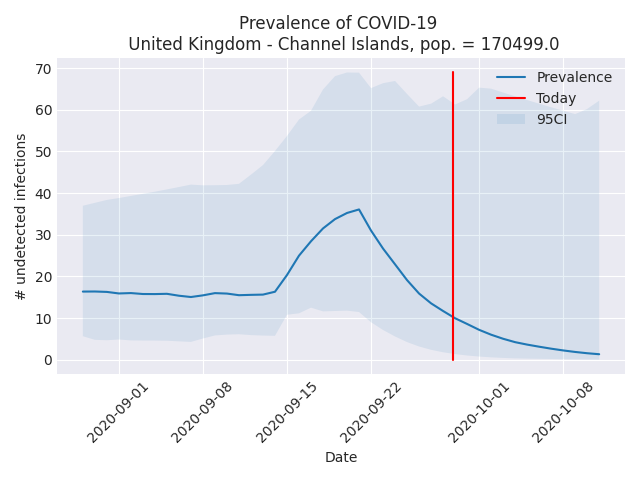 Prevalence of COVID-19
United Kingdom - Channel Islands, pop. = 170499.0
Prevalence
Today
95CI
# undetected infections
70
60
50
40
30
20
10
0
2020-09-01
2020-09-08
2020-09-15
2020-09-22
2020-10-01
2020-10-08
Date